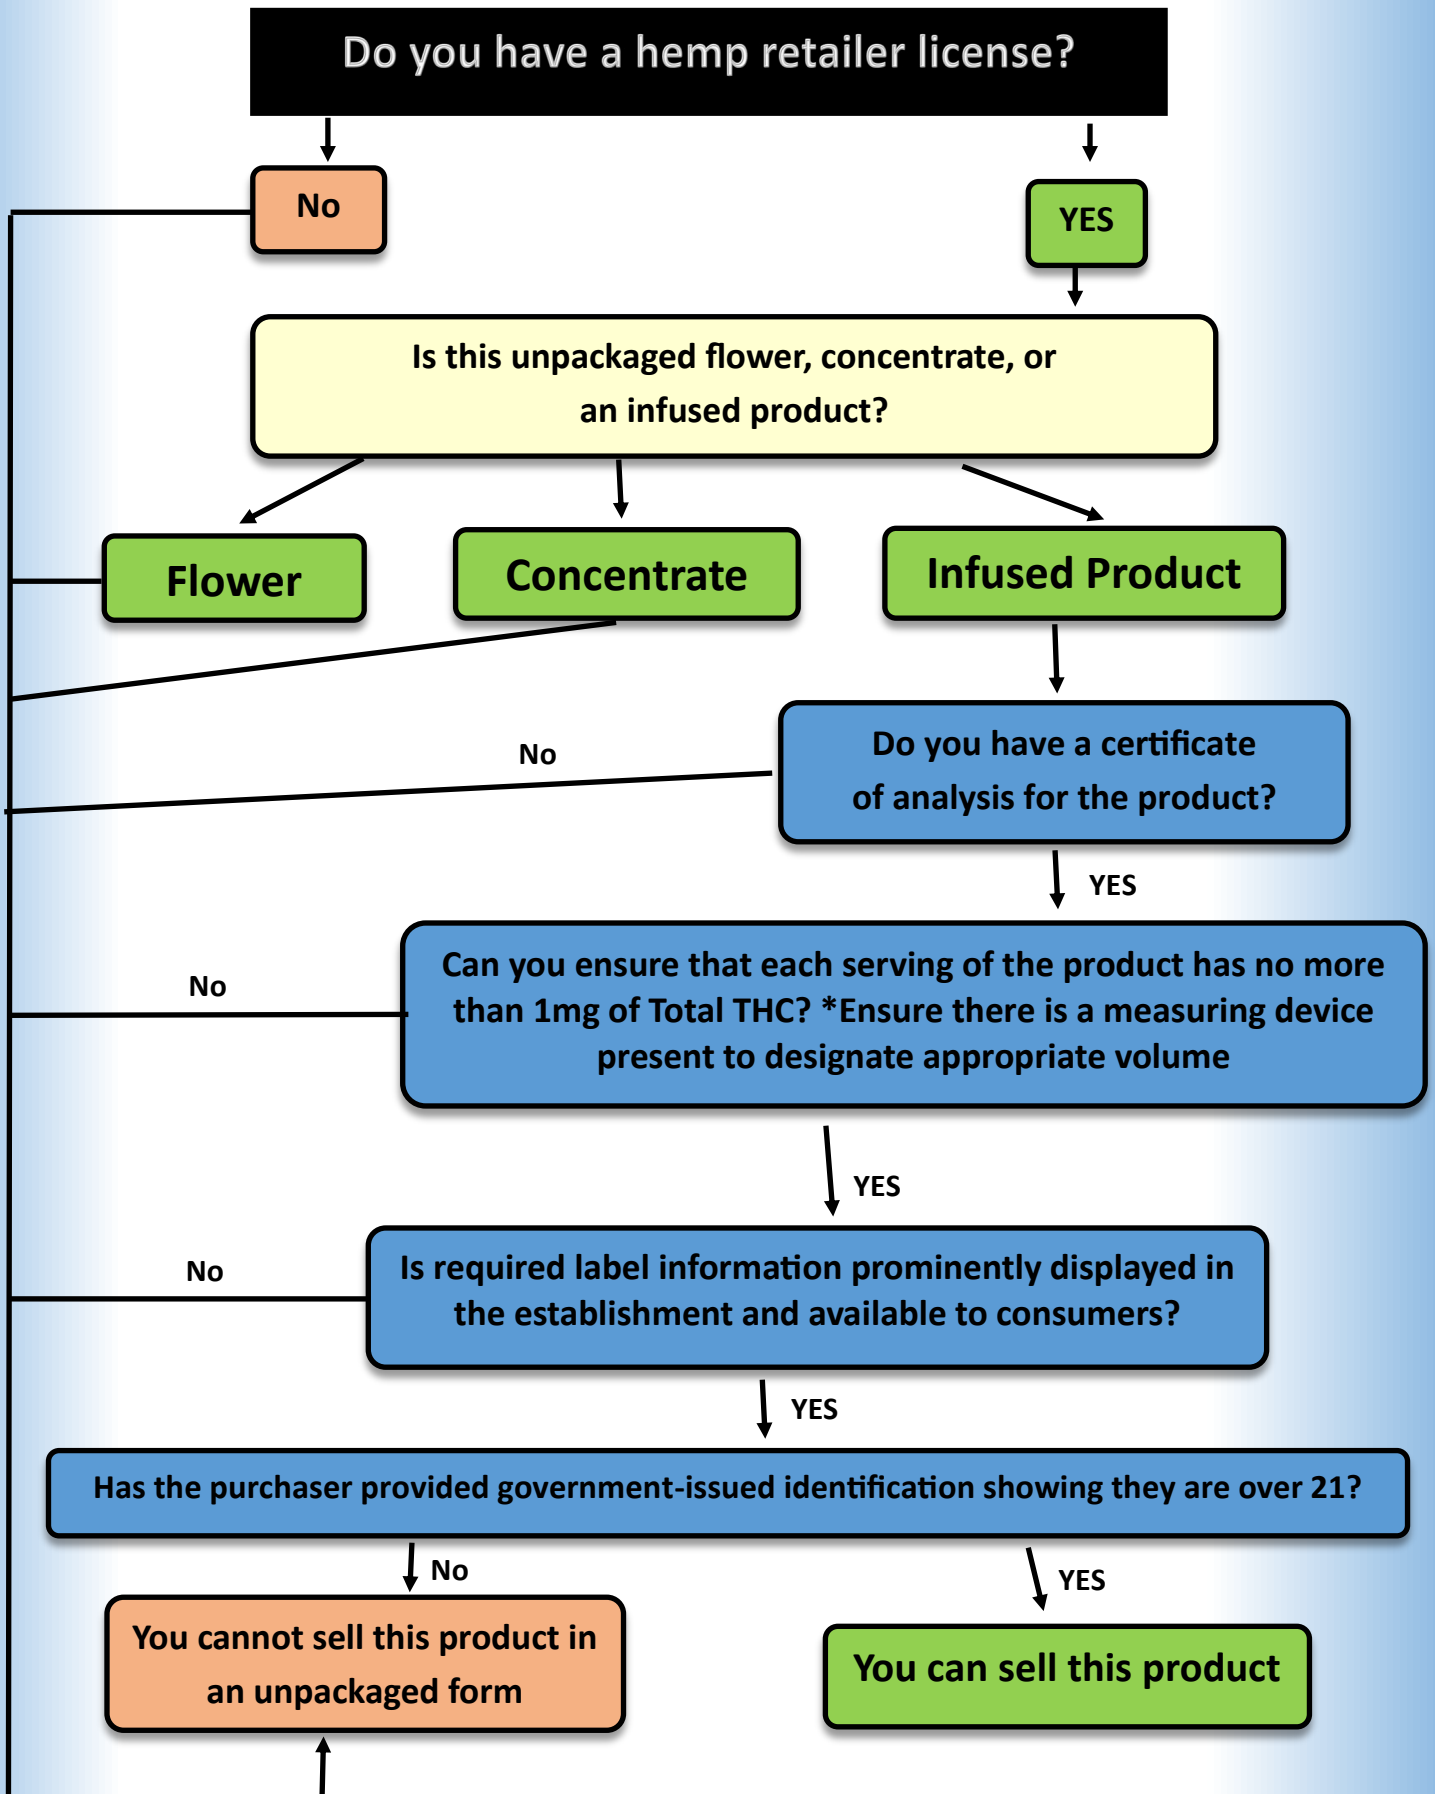 Do you have a hemp retailer license?
No
YES
Is this unpackaged flower, concentrate, or
an infused product?
Flower
Concentrate
Infused Product
Do you have a certificate
of analysis for the product?
No
YES
Can you ensure that each serving of the product has no more
than 1mg of Total THC? *Ensure there is a measuring device
present to designate appropriate volume
No
YES
Is required label information prominently displayed in
the establishment and available to consumers?
No
YES
Has the purchaser provided government-issued identification showing they are over 21?
No
YES
You cannot sell this product in
an unpackaged form
You can sell this product